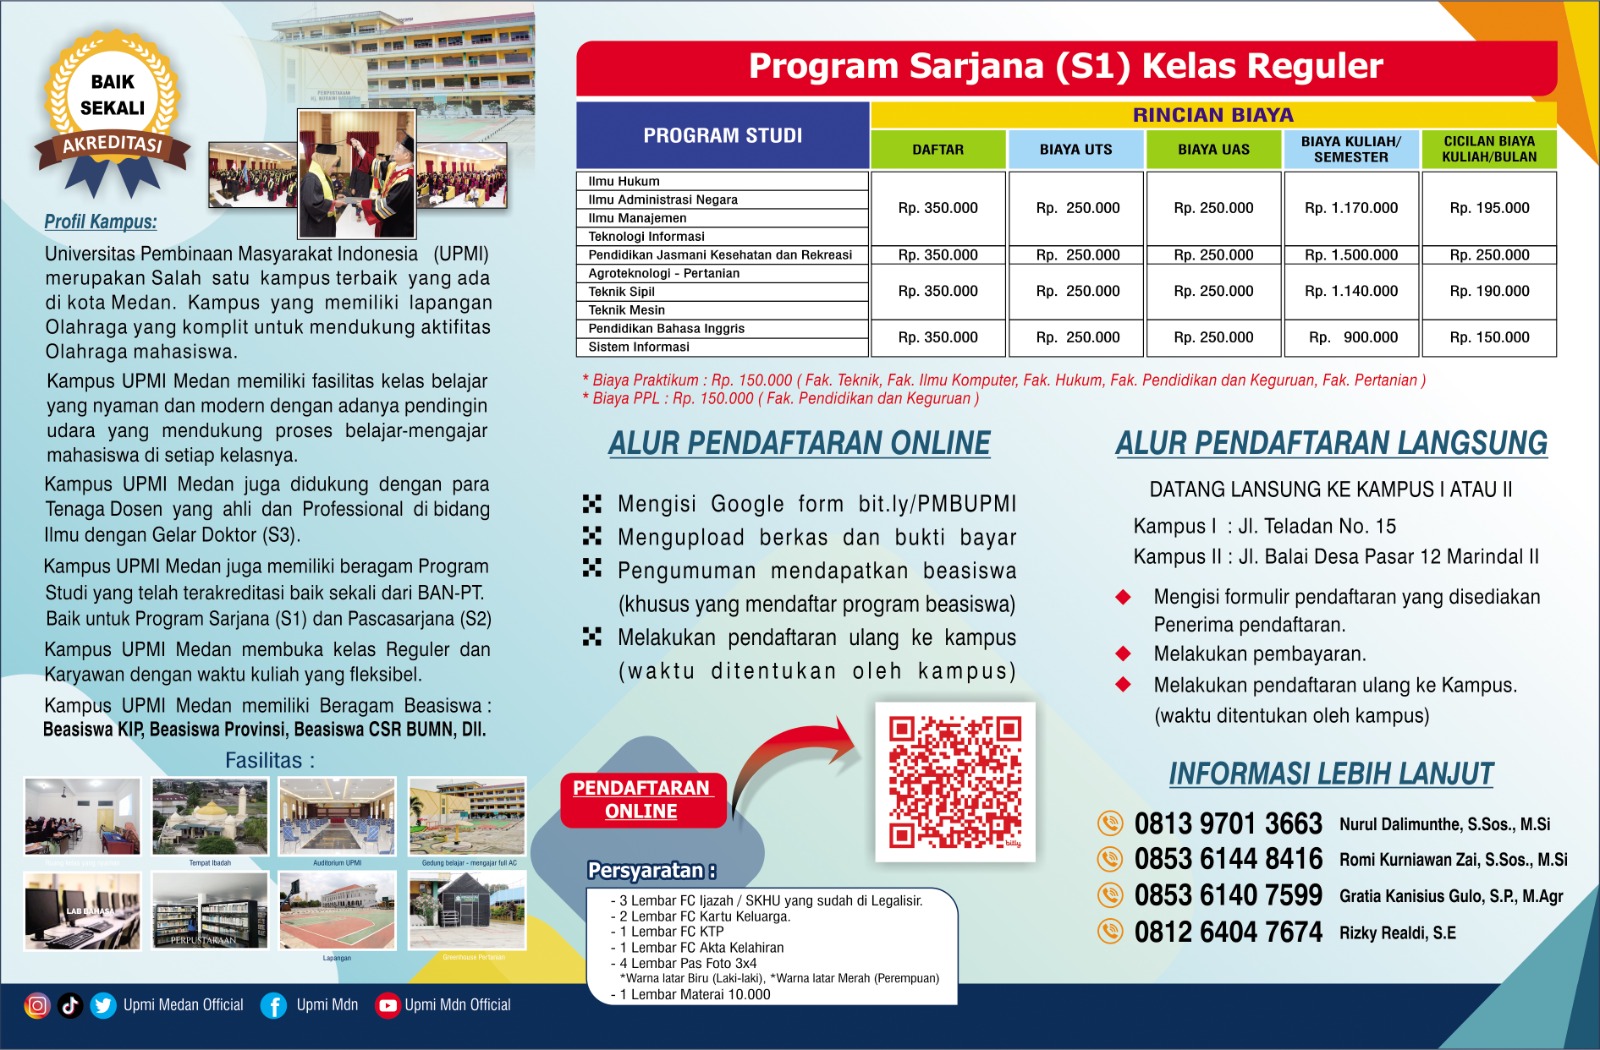 BAIK
SEKALI
AKREDITASI
Profil Kampus:
Universitas Pembinaan Masyarakat Indonesia (UPMI)
merupakan Salah satu kampus terbaik yang ada
di kota Medan. Kampus yang memiliki lapangan
Olahraga yang komplit untuk mendukung aktifitas
Olahraga mahasiswa.
Kampus UPMI Medan memiliki fasilitas kelas belajar
yang nyaman dan modern dengan adanya pendingin
udara yang mendukung proses belajar-mengajar
mahasiswa di setiap kelasnya.
Kampus UPMI Medan juga didukung dengan para
Tenaga Dosen yang ahli dan Professional di bidang
Ilmu dengan Gelar Doktor (S3).
Kampus UPMI Medan juga memiliki beragam Program
Studi yang telah terakreditasi baik sekali dari BAN-PT.
Baik untuk Program Sarjana (S1) dan Pascasarjana (S2)
Kampus UPMI Medan membuka kelas Reguler dan
Karyawan dengan waktu kuliah yang fleksibel.
Kampus UPMI Medan memiliki Beragam Beasiswa :
Beasiswa KIP, Beasiswa Provinsi, Beasiswa CSR BUMN, Dll.
Fasilitas :
Tempat Ibadah
Auditorium UPMI
Gedung belajar - mengajar full AC
LAB BAHASA
PERPUSTAKAAN
Lapangan
Greenhouse Pertanian
Upmi Medan Official
Upmi Mdn
Upmi Mdn Official
Program Sarjana (S1) Kelas Reguler
PROGRAM STUDI
RINCIAN BIAYA
DAFTAR
BIAYA UTS
BIAYA UAS
BIAYA KULIAH/
SEMESTER
CICILAN BIAYA
KULIAH/BULAN
Ilmu Hukum
Ilmu Administrasi Negara
Ilmu Manajemen
Teknologi Informasi
Rp. 350.000 Rp. 250.000 Rp. 250.000 Rp. 1.170.000 Rp. 195.000
Pendidikan Jasmani Kesehatan dan Rekreasi Rp. 350.000 Rp. 250.000 Rp. 250.000 Rp. 1.500.000 Rp. 250.000
Agroteknologi - Pertanian
Teknik Sipil Rp. 350.000 Rp. 250.000 Rp. 250.000 Rp. 1.140.000 Rp. 190.000
Teknik Mesin
Pendidikan Bahasa Inggris
Sistem Informasi
Rp. 350.000 Rp. 250.000 Rp. 250.000 Rp. 900.000 Rp. 150.000
* Biaya Praktikum : Rp. 150.000 ( Fak. Teknik, Fak. Ilmu Komputer, Fak. Hukum, Fak. Pendidikan dan Keguruan, Fak. Pertanian )
* Biaya PPL : Rp. 150.000 ( Fak. Pendidikan dan Keguruan )
ALUR PENDAFTARAN ONLINE
Mengisi Google form bit.ly/PMBUPMI
Mengupload berkas dan bukti bayar
Pengumuman mendapatkan beasiswa
(khusus yang mendaftar program beasiswa)
Melakukan pendaftaran ulang ke kampus
(waktu ditentukan oleh kampus)
PENDAFTARAN
ONLINE
bitly
Persyaratan :
- 3 Lembar FC Ijazah / SKHU yang sudah di Legalisir.
- 2 Lembar FC Kartu Keluarga.
- 1 Lembar FC KTP
- 1 Lembar FC Akta Kelahiran
- 4 Lembar Pas Foto 3x4
*Warna latar Biru (Laki-laki), *Warna latar Merah (Perempuan)
- 1 Lembar Materai 10.000
ALUR PENDAFTARAN LANGSUNG
DATANG LANSUNG KE KAMPUS I ATAU II
Kampus I : Jl. Teladan No. 15
Kampus II : Jl. Balai Desa Pasar 12 Marindal II
Mengisi formulir pendaftaran yang disediakan
Penerima pendaftaran.
Melakukan pembayaran.
Melakukan pendaftaran ulang ke Kampus.
(waktu ditentukan oleh kampus)
INFORMASI LEBIH LANJUT
0813 9701 3663 Nurul Dalimunthe, S.Sos., M.Si
0853 6144 8416 Romi Kurniawan Zai, S.Sos., M.Si
0853 6140 7599 Gratia Kanisius Gulo, S.P., M.Agr
0812 6404 7674 Rizky Realdi, S.E